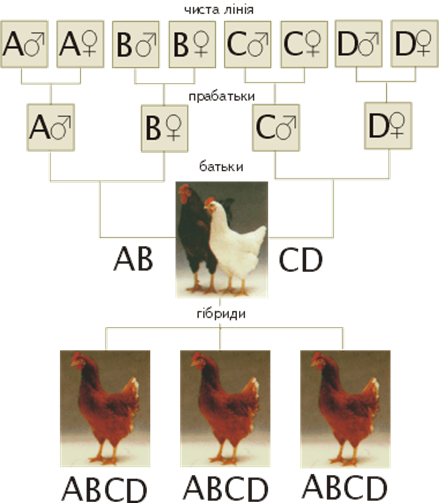 чиста лінія
A♂ A♀ B♂ B♀ C♂ C♀ D♂ D♀
прабатьки
A♂ B♀ C♂ D♀
батьки
AB CD
гібриди
ABCD ABCD ABCD